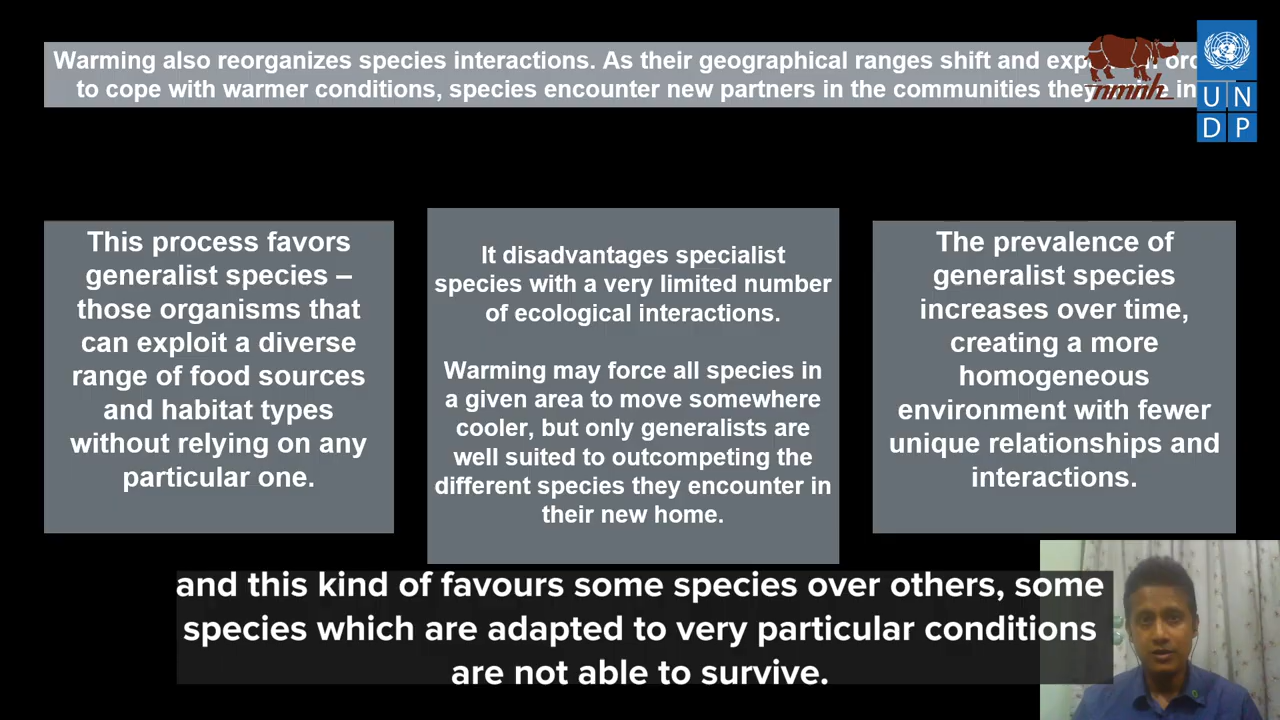 Warming also reorganizes species interactions. As their geographical ranges shift and
to cope with warmer conditions, species encounter new partners in the communities they
nmnh
U N
D P
This process favors
generalist species –
those organisms that
can exploit a diverse
range of food sources
and habitat types
without relying on any
particular one.
It disadvantages specialist
species with a very limited number
of ecological interactions.
Warming may force all species in
a given area to move somewhere
cooler, but only generalists are
well suited to outcompeting the
different species they encounter in
their new home.
The prevalence of
generalist species
increases over time,
creating a more
homogeneous
environment with fewer
unique relationships and
interactions.
and this kind of favours some species over others, some
species which are adapted to very particular conditions
are not able to survive.